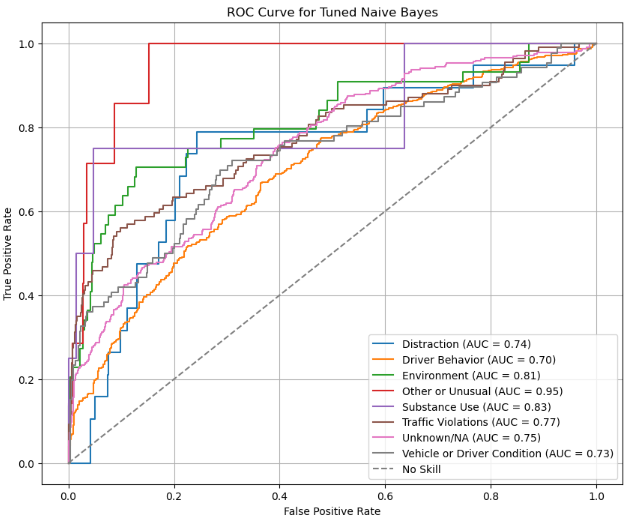 ROC Curve for Tuned Naive Bayes
1.0
0.8
0.6
0.4
0.2
0.0
True Positive Rate
0.0 0.2 0.4 0.6 0.8 1.0
False Positive Rate
Distraction (AUC = 0.74)
Driver Behavior (AUC = 0.70)
Environment (AUC = 0.81)
Other or Unusual (AUC = 0.95)
Substance Use (AUC = 0.83)
Traffic Violations (AUC = 0.77)
Unknown/NA (AUC = 0.75)
Vehicle or Driver Condition (AUC = 0.73)
No Skill